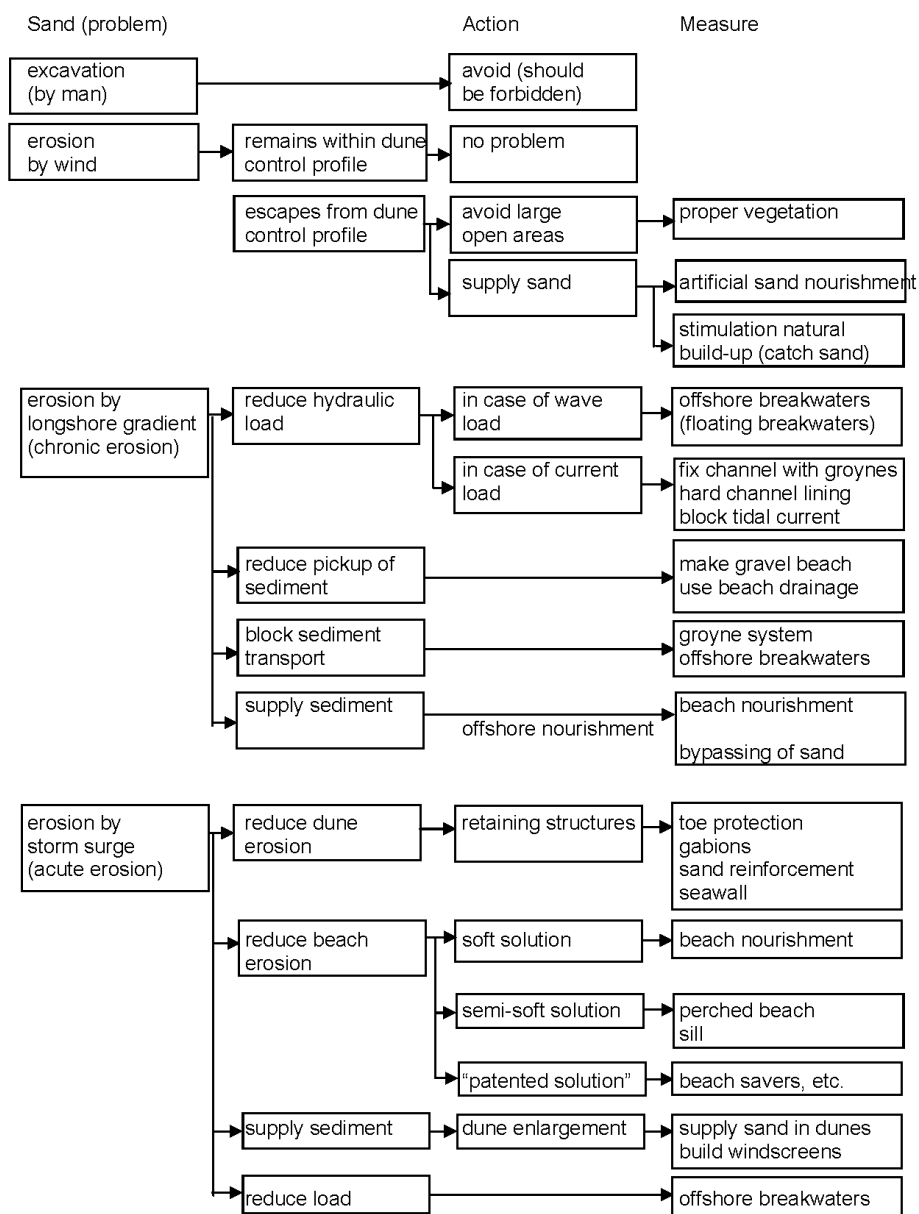 Sand (problem)
Action
Measure
excavation
(by man)
avoid (should
be forbidden)
erosion
by wind
remains within dune
control profile
no problem
escapes from dune
control profile
avoid large
open areas
proper vegetation
supply sand
artificial sand nourishment
stimulation natural
build-up (catch sand)
erosion by
longshore gradient
(chronic erosion)
reduce hydraulic
load
in case of wave
load
offshore breakwaters
(floating breakwaters)
in case of current
load
fix channel with groynes
hard channel lining
block tidal current
reduce pickup of
sediment
make gravel beach
use beach drainage
block sediment
transport
groyne system
offshore breakwaters
supply sediment
offshore nourishment
beach nourishment
bypassing of sand
erosion by
storm surge
(acute erosion)
reduce dune
erosion
retaining structures
toe protection
gabions
sand reinforcement
seawall
reduce beach
erosion
soft solution
beach nourishment
semi-soft solution
perched beach
sill
“patented solution”
beach savers, etc.
supply sediment
dune enlargement
supply sand in dunes
build windscreens
reduce load
offshore breakwaters